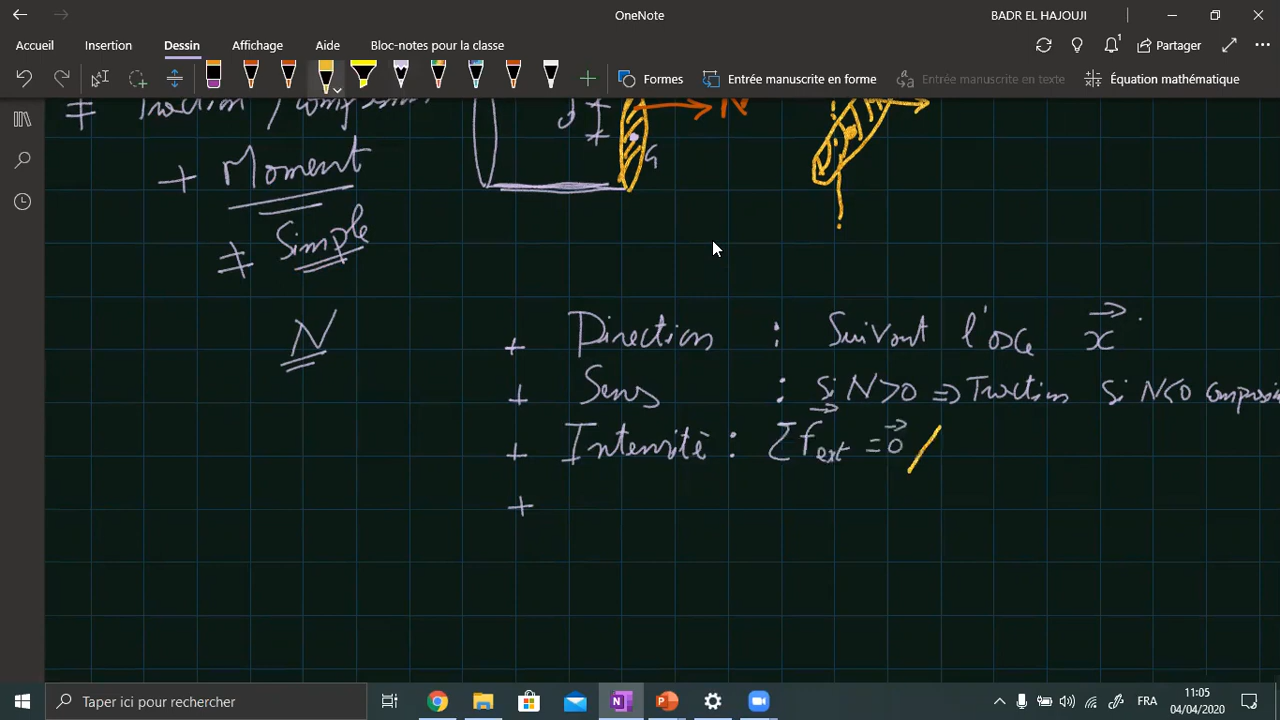 OneNote
BADR EL HAJOUJI
Accueil Insertion Dessin Affichage Aide Bloc-notes pour la classe
Partager
Formes Entrée manuscrite en forme Entrée manuscrite en texte Équation mathématique
≠ Traction /
N
+ Moment
G
≠ Simple
N
+ Direction : Suivant l'axe x→
+ Sens : si N>0 ⇒ Traction si N<0
+ Intensité : Σ f→ext = 0→ /
+
Taper ici pour rechercher
FRA
11:05
04/04/2020